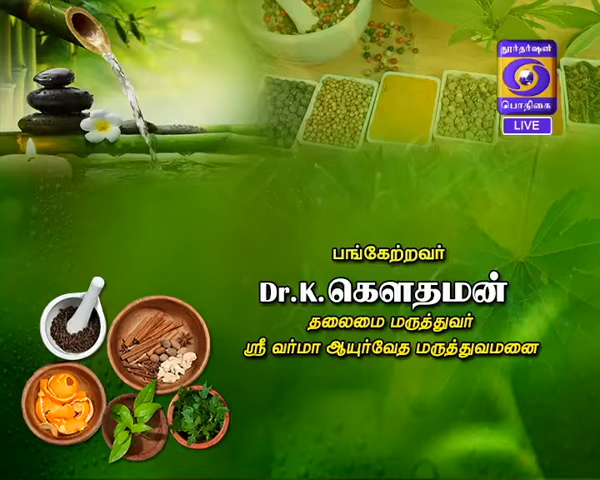 தூர்தர்ஷன்
பொதிகை
LIVE
பங்கேற்றவர்
Dr.K.கௌதமன்
தலைமை மருத்துவர்
ஸ்ரீ வர்மா ஆயுர்வேத மருத்துவமனை